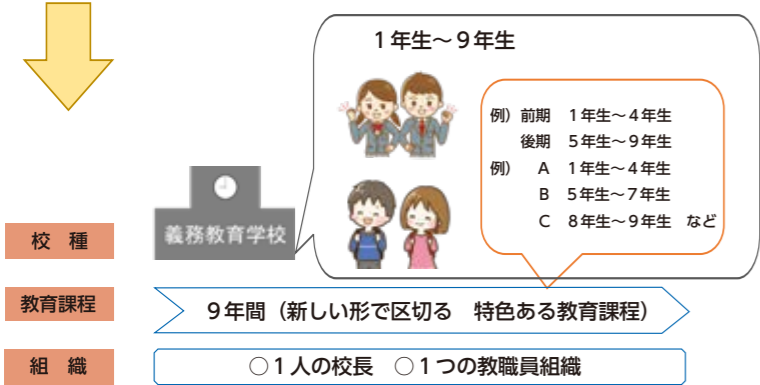 1年生~9年生
例)前期 1年生~4年生
後期 5年生~9年生
例) A 1年生~4年生
B 5年生~7年生
C 8年生~9年生 など
義務教育学校
校 種
教育課程
9年間(新しい形で区切る 特色ある教育課程)
組 織
○1人の校長 ○1つの教職員組織